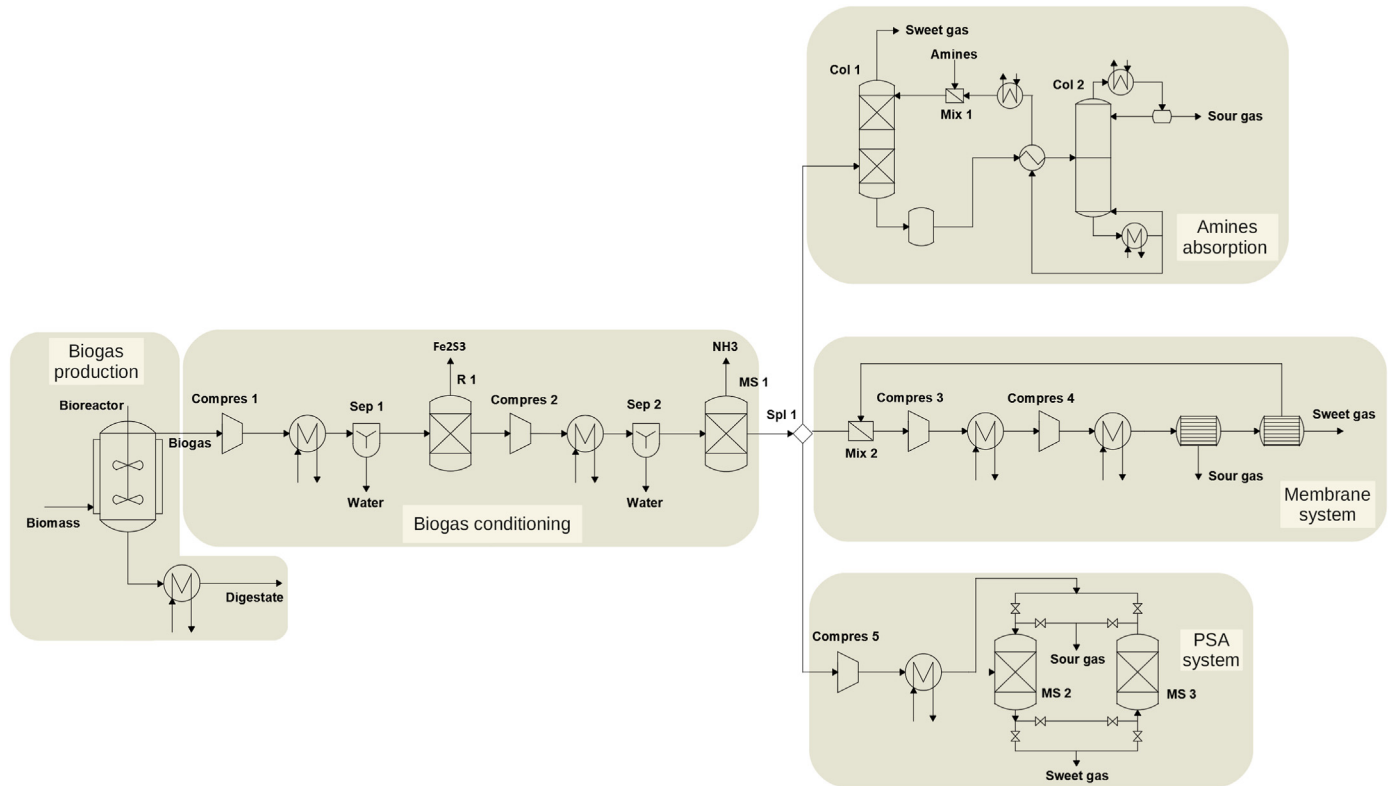 Sweet gas
Amines
Col 1
Col 2
Mix 1
Sour gas
Amines
absorption
Biogas
production
Bioreactor
Biogas
Biomass
Digestate
Compres 1
Sep 1
Water
Fe2S3
R 1
Compres 2
Sep 2
Water
NH3
MS 1
Biogas conditioning
Spl 1
Mix 2
Compres 3
Compres 4
Sour gas
Sweet gas
Membrane
system
Compres 5
Sour gas
MS 2
MS 3
Sweet gas
PSA
system